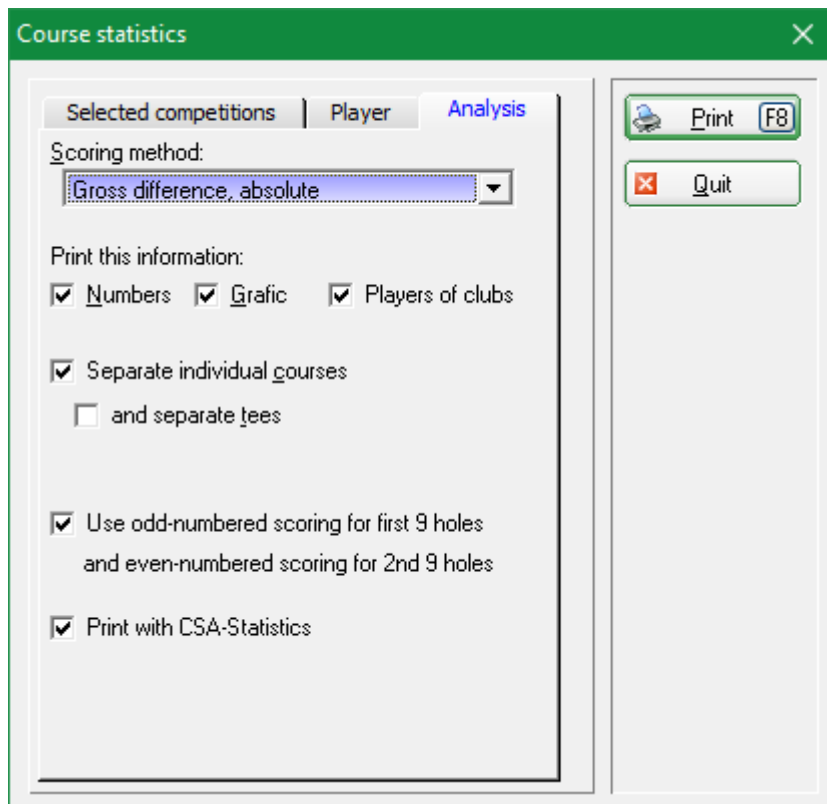 Course statistics
Selected competitions
Player
Analysis
Print
F8
Quit
Scoring method:
Gross difference, absolute
Print this information:
Numbers
Grafic
Players of clubs
Separate individual courses
and separate tees
Use odd-numbered scoring for first 9 holes
and even-numbered scoring for 2nd 9 holes
Print with CSA-Statistics